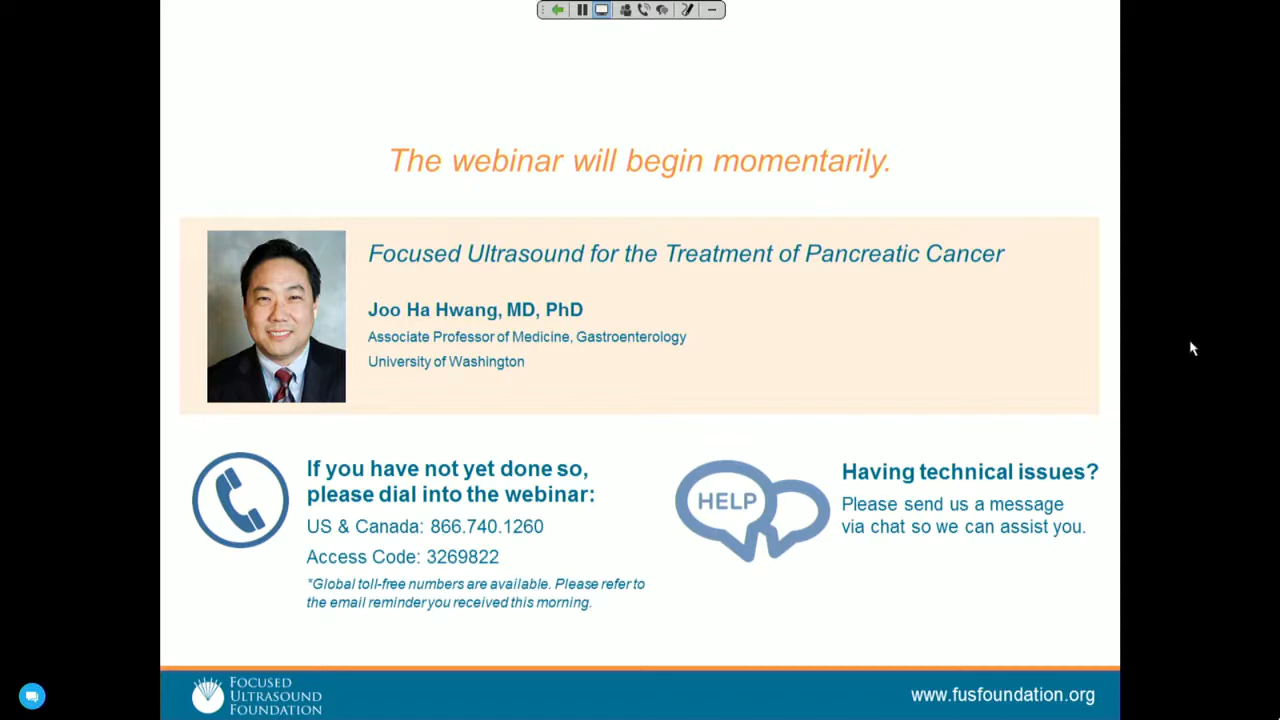 The webinar will begin momentarily.
Focused Ultrasound for the Treatment of Pancreatic Cancer
Joo Ha Hwang, MD, PhD
Associate Professor of Medicine, Gastroenterology
University of Washington
If you have not yet done so,
please dial into the webinar:
US & Canada: 866.740.1260
Access Code: 3269822
*Global toll-free numbers are available. Please refer to
the email reminder you received this morning.
HELP
Having technical issues?
Please send us a message
via chat so we can assist you.
FOCUSED
ULTRASOUND
FOUNDATION
www.fusfoundation.org